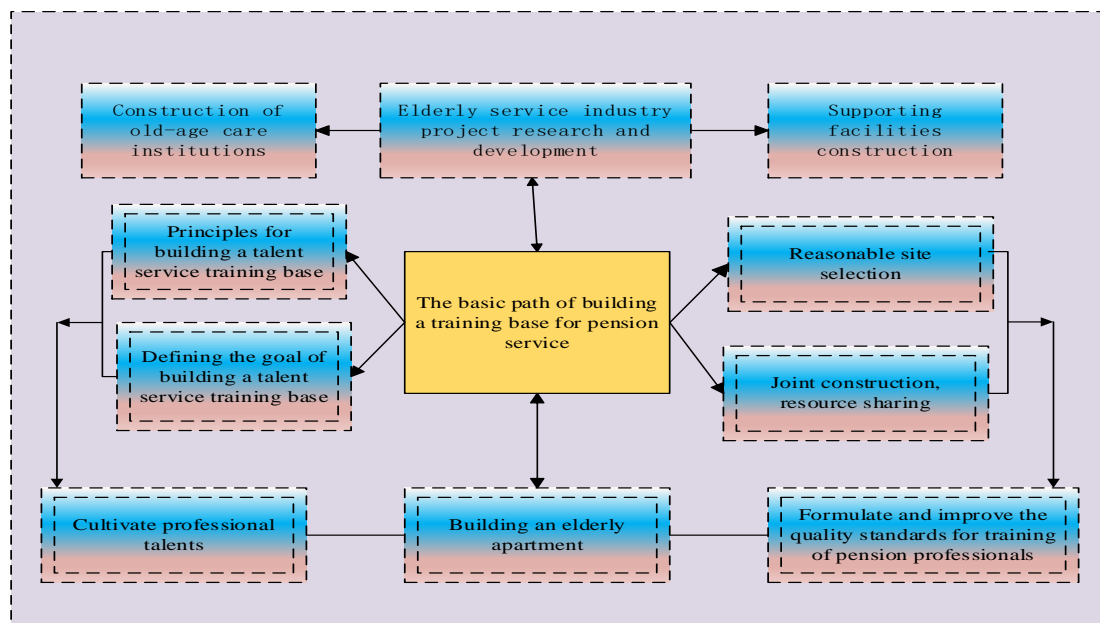 Construction of
old-age care
institutions
Elderly service industry
project research and
development
Supporting
facilities
construction
Principles for
building a talent
service training base
Reasonable site
selection
The basic path of building
a training base for pension
service
Defining the goal of
building a talent
service training base
Joint construction,
resource sharing
Cultivate professional
talents
Building an elderly
apartment
Formulate and improve the
quality standards for training
of pension professionals